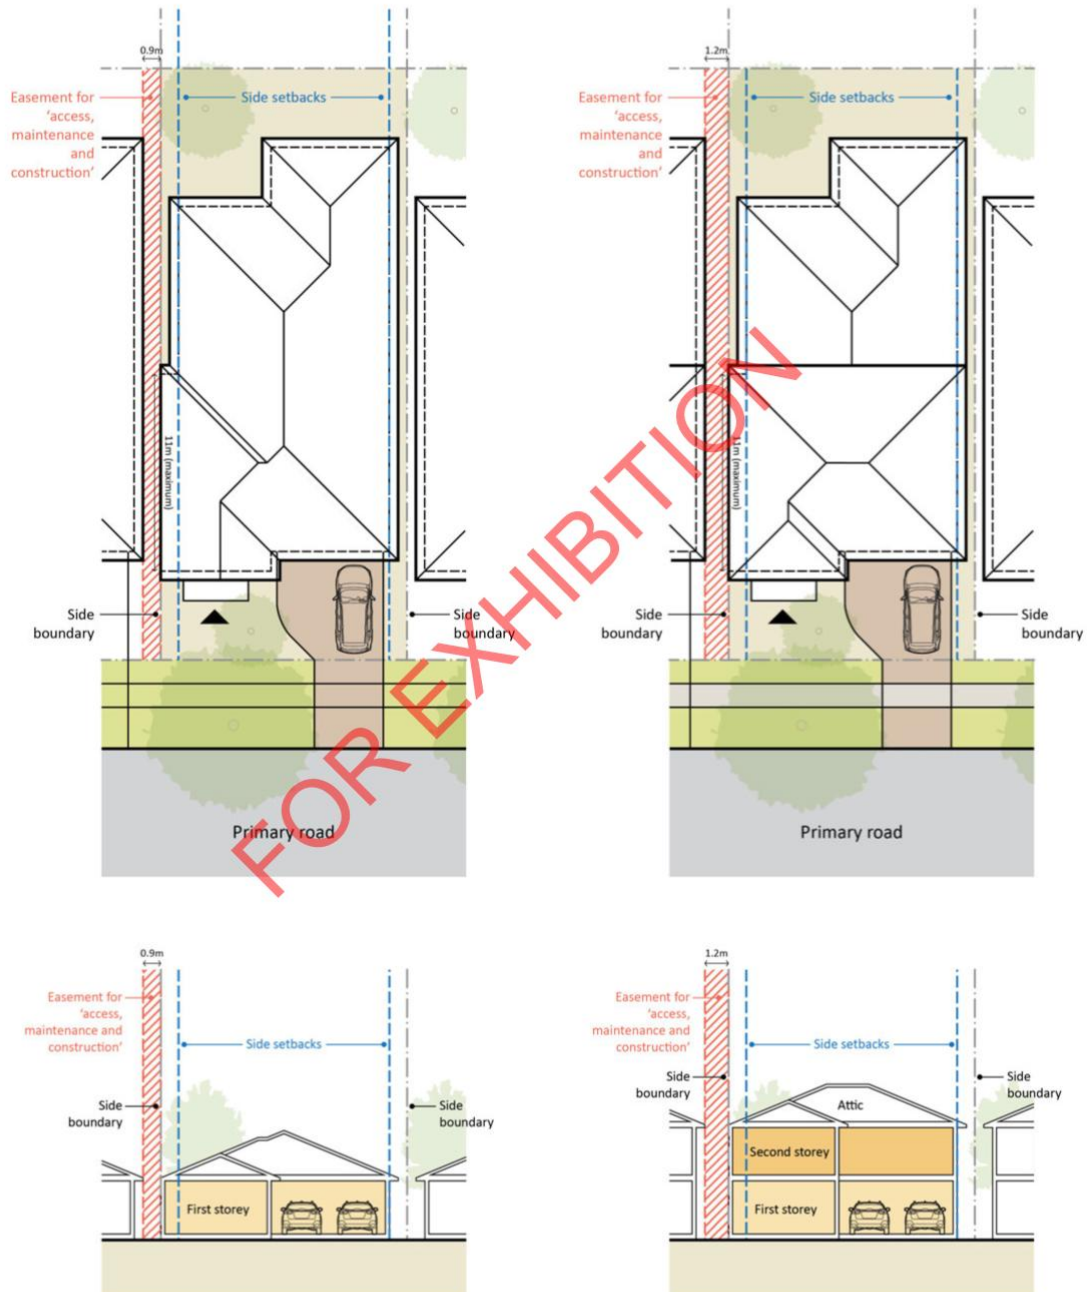 0.9m
Easement for
'access,
maintenance
and
construction'
Side setbacks
11m (maximum)
Side
boundary
Side
boundary
Primary road
1.2m
Easement for
'access,
maintenance
and
construction'
Side setbacks
11m (maximum)
Side
boundary
Side
boundary
Primary road
FOR EXHIBITION
0.9m
Easement for
'access,
maintenance and
construction'
Side setbacks
Side
boundary
Side
boundary
First storey
1.2m
Easement for
'access,
maintenance and
construction'
Side setbacks
Side
boundary
Side
boundary
Attic
Second storey
First storey